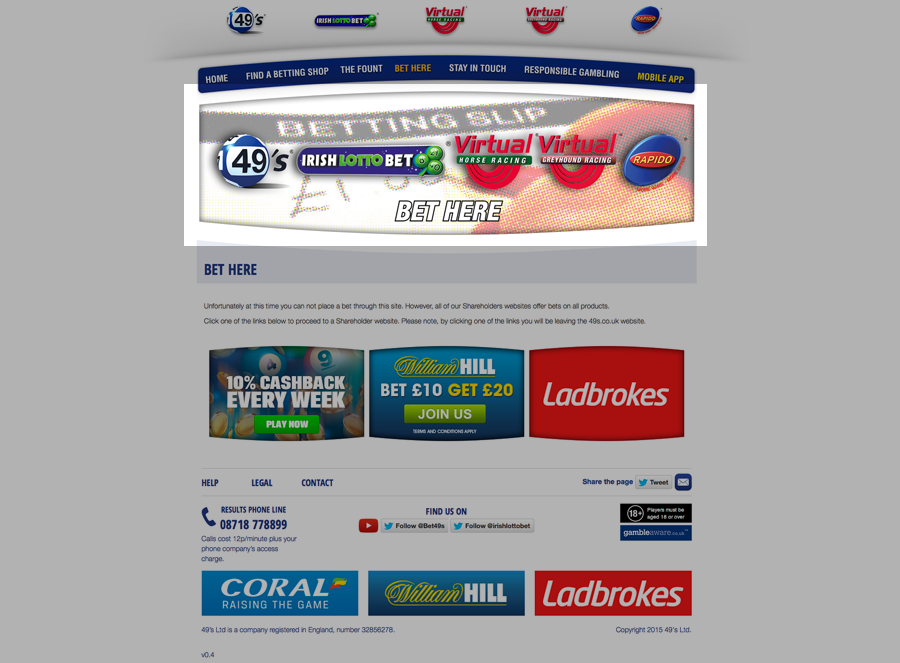 49's
IRISH LOTTO BET
Virtual
HORSE RACING
Virtual
GREYHOUND RACING
RAPIDO
HOME
FIND A BETTING SHOP
THE FOUNT
BET HERE
STAY IN TOUCH
RESPONSIBLE GAMBLING
MOBILE APP
BETTING SLIP
49's
IRISH LOTTO BET
Virtual
HORSE RACING
Virtual
GREYHOUND RACING
RAPIDO
BET HERE
BET HERE
Unfortunately at this time you can not place a bet through this site. However, all of our Shareholders websites offer bets on all products.
Click one of the links below to proceed to a Shareholder website. Please note, by clicking one of the links you will be leaving the 49s.co.uk website.
10% CASHBACK
EVERY WEEK
PLAY NOW
William HILL
BET £10 GET £20
JOIN US
TERMS AND CONDITIONS APPLY
Ladbrokes
HELP
LEGAL
CONTACT
Share the page
Tweet
RESULTS PHONE LINE
08718 778899
Calls cost 12p/minute plus your
phone company's access
charge.
FIND US ON
Follow @Bet49s
Follow @irishlottobet
18+
Players must be
aged 18 or over
gambleaware.co.uk
CORAL
RAISING THE GAME
William HILL
Ladbrokes
49's Ltd is a company registered in England, number 32856278.
Copyright 2015 49's Ltd.
v0.4